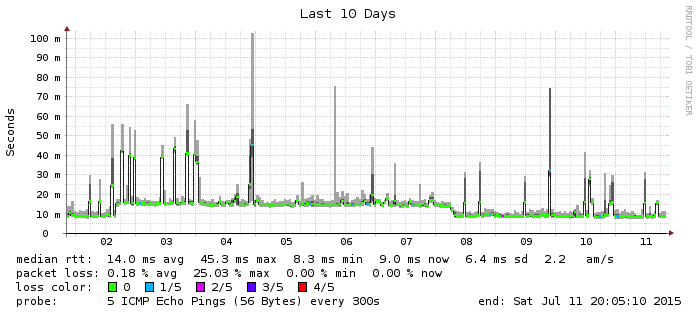 Last 10 Days
RRDTOOL / TOBI OETIKER
Seconds
100 m
90 m
80 m
70 m
60 m
50 m
40 m
30 m
20 m
10 m
0
02 03 04 05 06 07 08 09 10 11
median rtt: 14.0 ms avg 45.3 ms max 8.3 ms min 9.0 ms now 6.4 ms sd 2.2 am/s
packet loss: 0.18 % avg 25.03 % max 0.00 % min 0.00 % now
loss color: 0 1/5 2/5 3/5 4/5
probe: 5 ICMP Echo Pings (56 Bytes) every 300s end: Sat Jul 11 20:05:10 2015